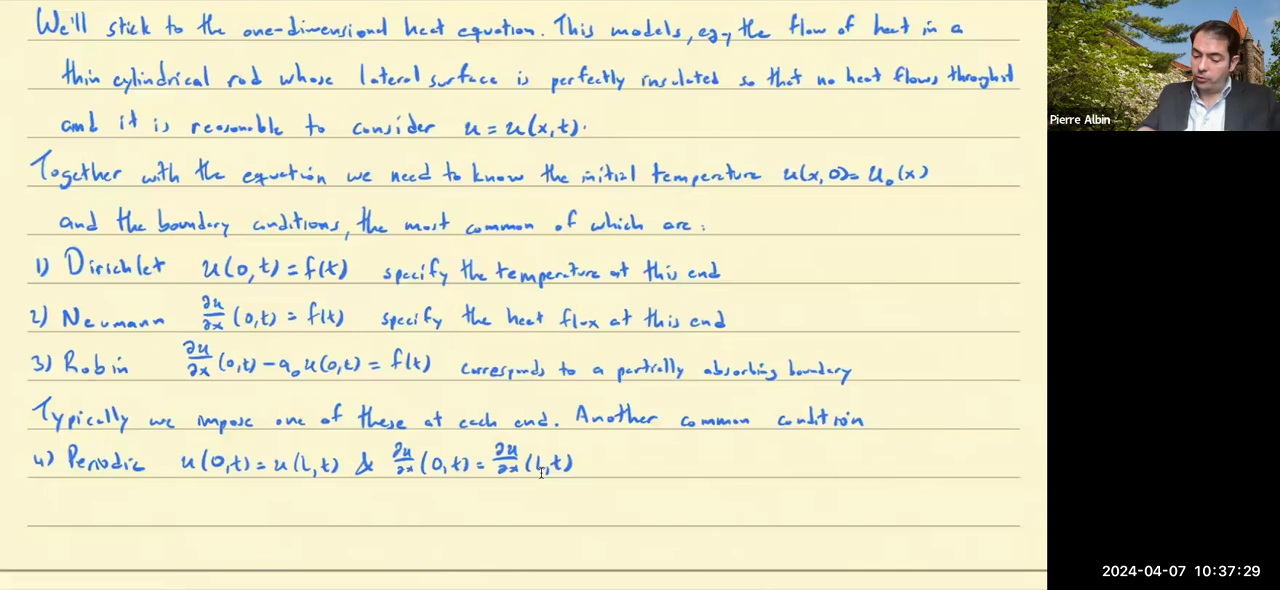 We'll stick to the one-dimensional heat equation. This models, eg, the flow of heat in a
thin cylindrical rod whose lateral surface is perfectly insulated so that no heat flows through it
and it is reasonable to consider u = u(x,t).
Together with the equation we need to know the initial temperature u(x,0) = u₀(x)
and the boundary conditions, the most common of which are:
1) Dirichlet u(0,t) = f(t) specify the temperature at this end
2) Neumann ∂u/∂x (0,t) = f(t) specify the heat flux at this end
3) Robin ∂u/∂x (0,t) - a₀ u(0,t) = f(t) corresponds to a partially absorbing boundary
Typically we impose one of these at each end. Another common condition
4) Periodic u(0,t) = u(L,t) & ∂u/∂x (0,t) = ∂u/∂x (L,t)
Pierre Albin
2024-04-07 10:37:29